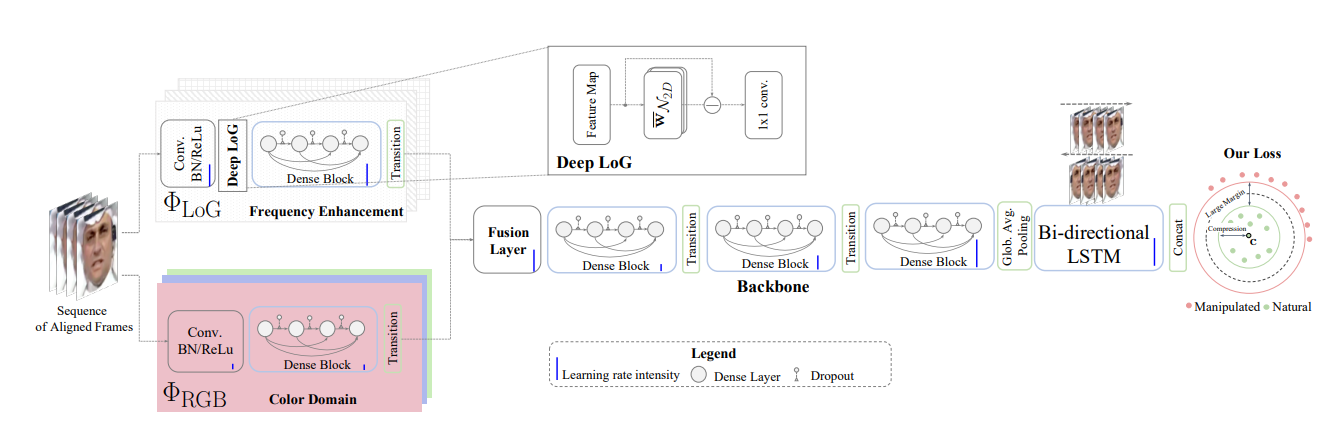 Sequence
of Aligned Frames
Conv.
BN/ReLu
Deep LoG
Dense Block
Transition
Φ_LoG
Frequency Enhancement
Conv.
BN/ReLu
Dense Block
Transition
Φ_RGB
Color Domain
Feature Map
W̅ 𝒩_2D
1x1 conv.
Deep LoG
Fusion
Layer
Dense Block
Transition
Dense Block
Transition
Dense Block
Glob. Avg.
Pooling
Backbone
Bi-directional
LSTM
Concat
Our Loss
Large Margin
Compression
c
Manipulated
Natural
Legend
Learning rate intensity
Dense Layer
Dropout